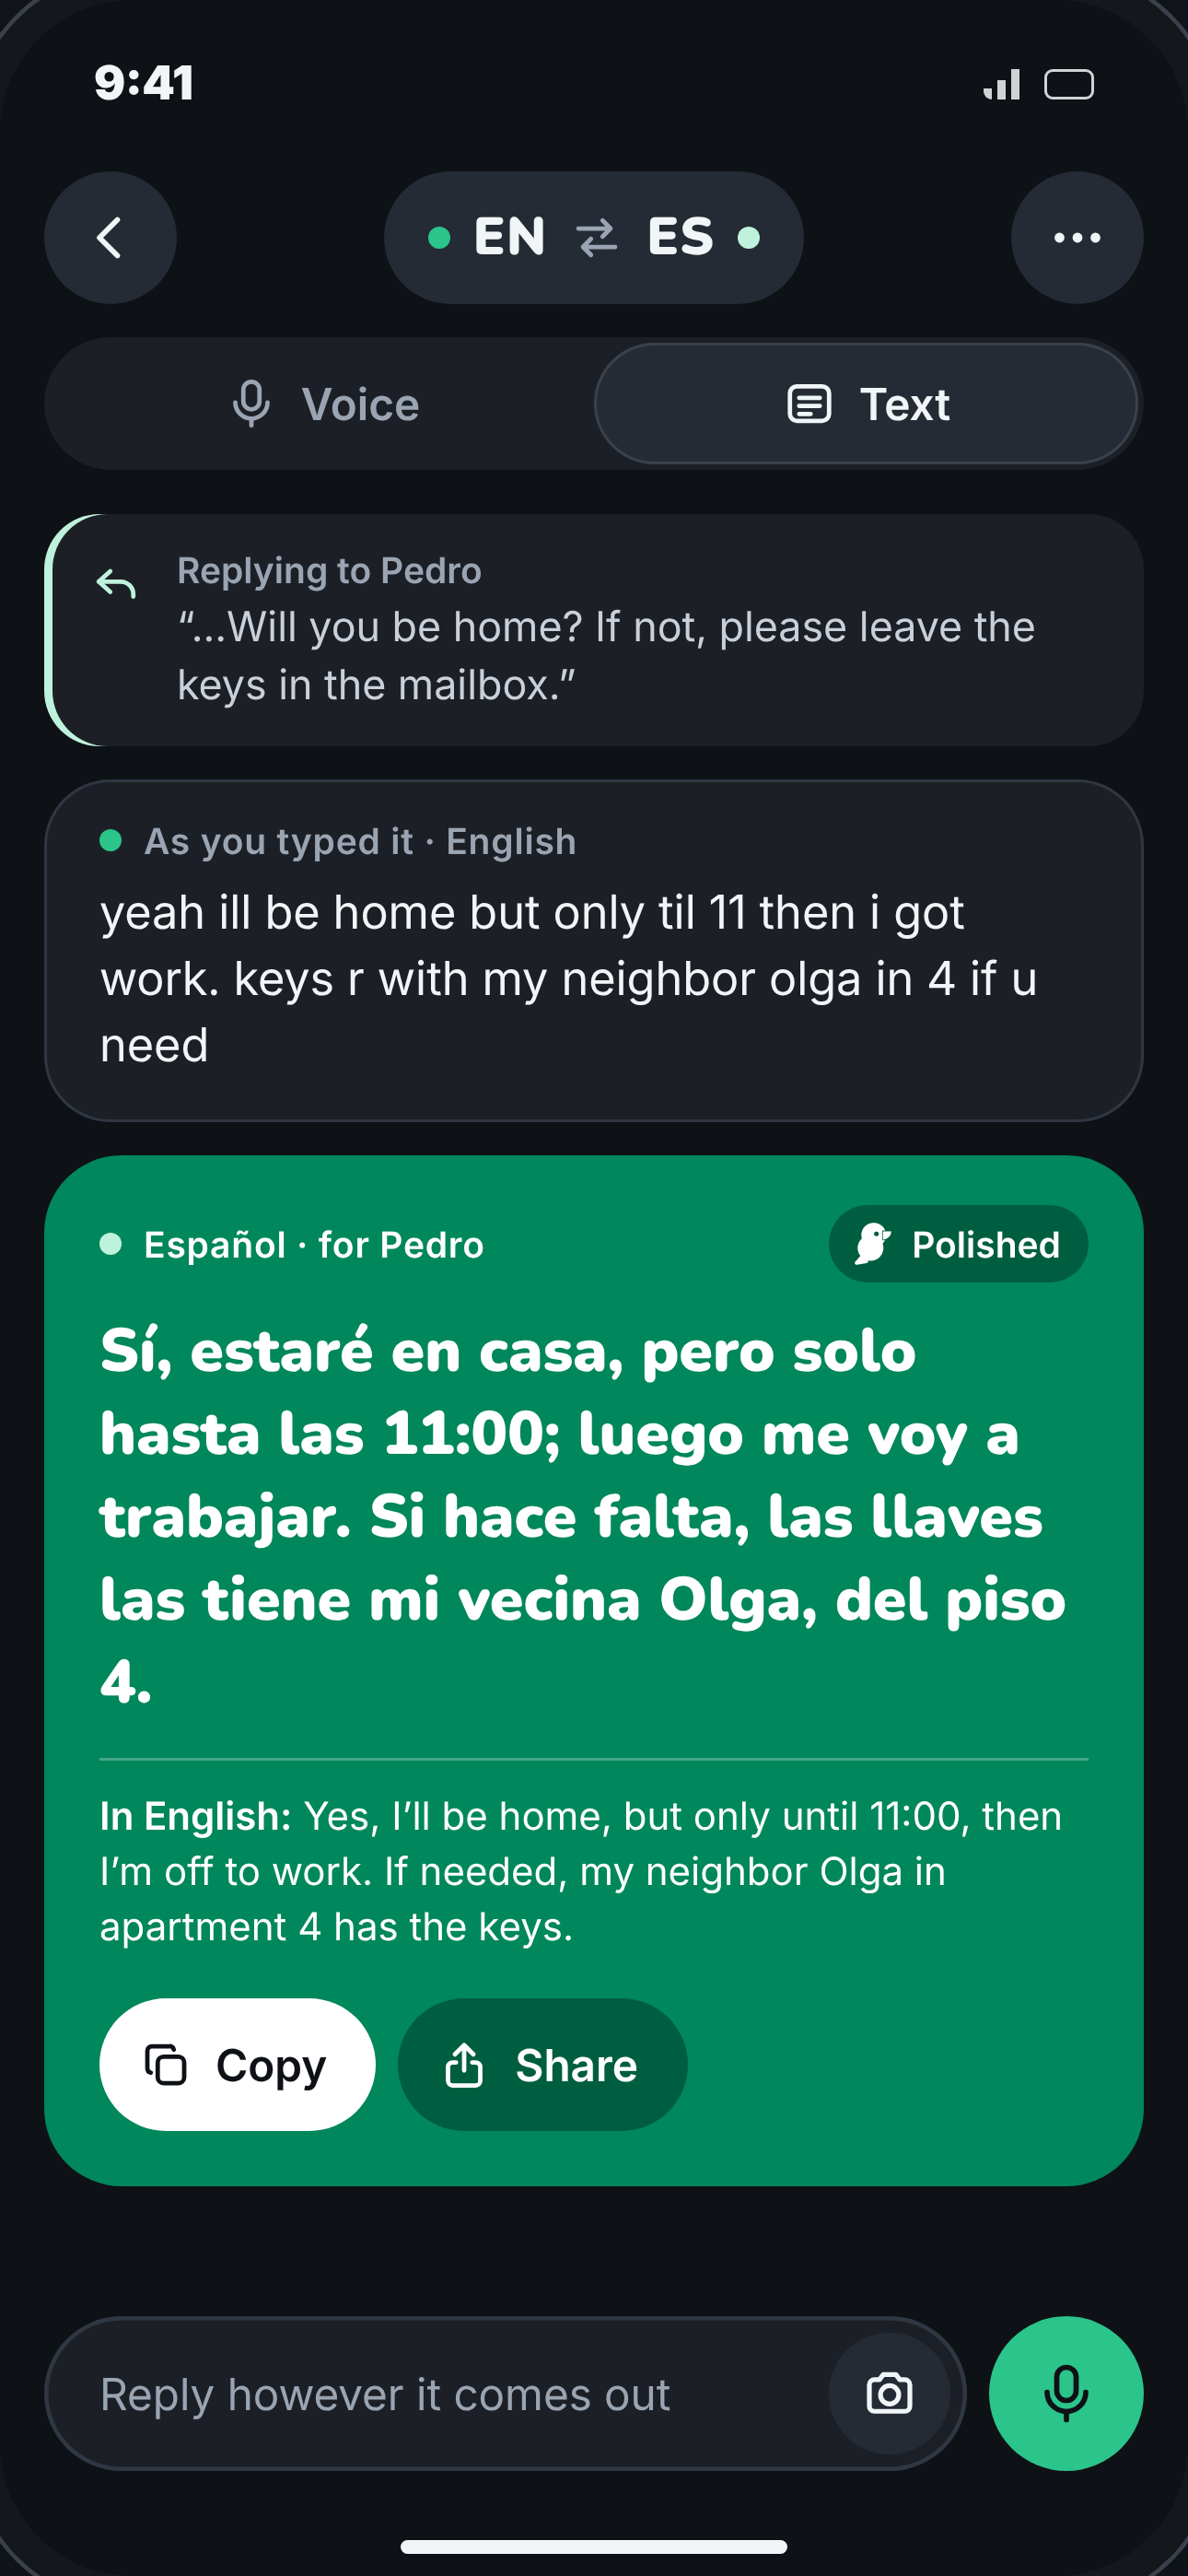 9:41
EN ES
Voice
Text
Replying to Pedro
“…Will you be home? If not, please leave the
keys in the mailbox.”
As you typed it · English
yeah ill be home but only til 11 then i got
work. keys r with my neighbor olga in 4 if u
need
Español · for Pedro
Polished
Sí, estaré en casa, pero solo
hasta las 11:00; luego me voy a
trabajar. Si hace falta, las llaves
las tiene mi vecina Olga, del piso
4.
In English: Yes, I’ll be home, but only until 11:00, then
I’m off to work. If needed, my neighbor Olga in
apartment 4 has the keys.
Copy
Share
Reply however it comes out